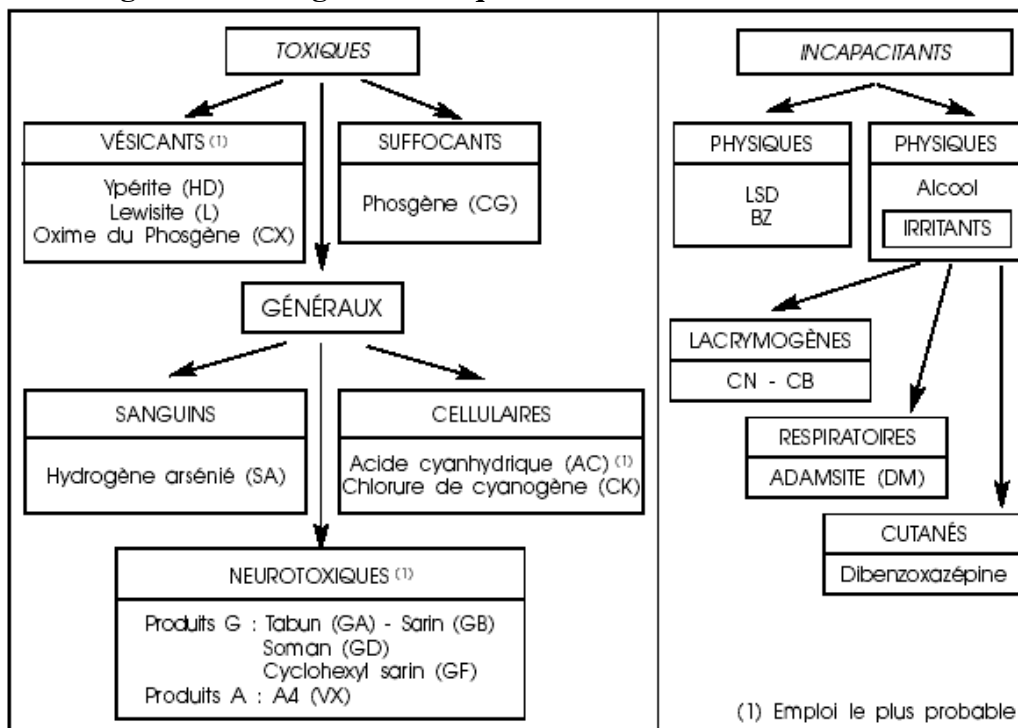 TOXIQUES
VÉSICANTS (1)
Ypérite (HD)
Lewisite (L)
Oxime du Phosgène (CX)
SUFFOCANTS
Phosgène (CG)
GÉNÉRAUX
SANGUINS
Hydrogène arsénié (SA)
CELLULAIRES
Acide cyanhydrique (AC) (1)
Chlorure de cyanogène (CK)
NEUROTOXIQUES (1)
Produits G : Tabun (GA) - Sarin (GB)
Soman (GD)
Cyclohexyl sarin (GF)
Produits A : A4 (VX)
INCAPACITANTS
PHYSIQUES
LSD
BZ
PHYSIQUES
Alcool
IRRITANTS
LACRYMOGÈNES
CN - CB
RESPIRATOIRES
ADAMSITE (DM)
CUTANÉS
Dibenzoxazépine
(1) Emploi le plus probable